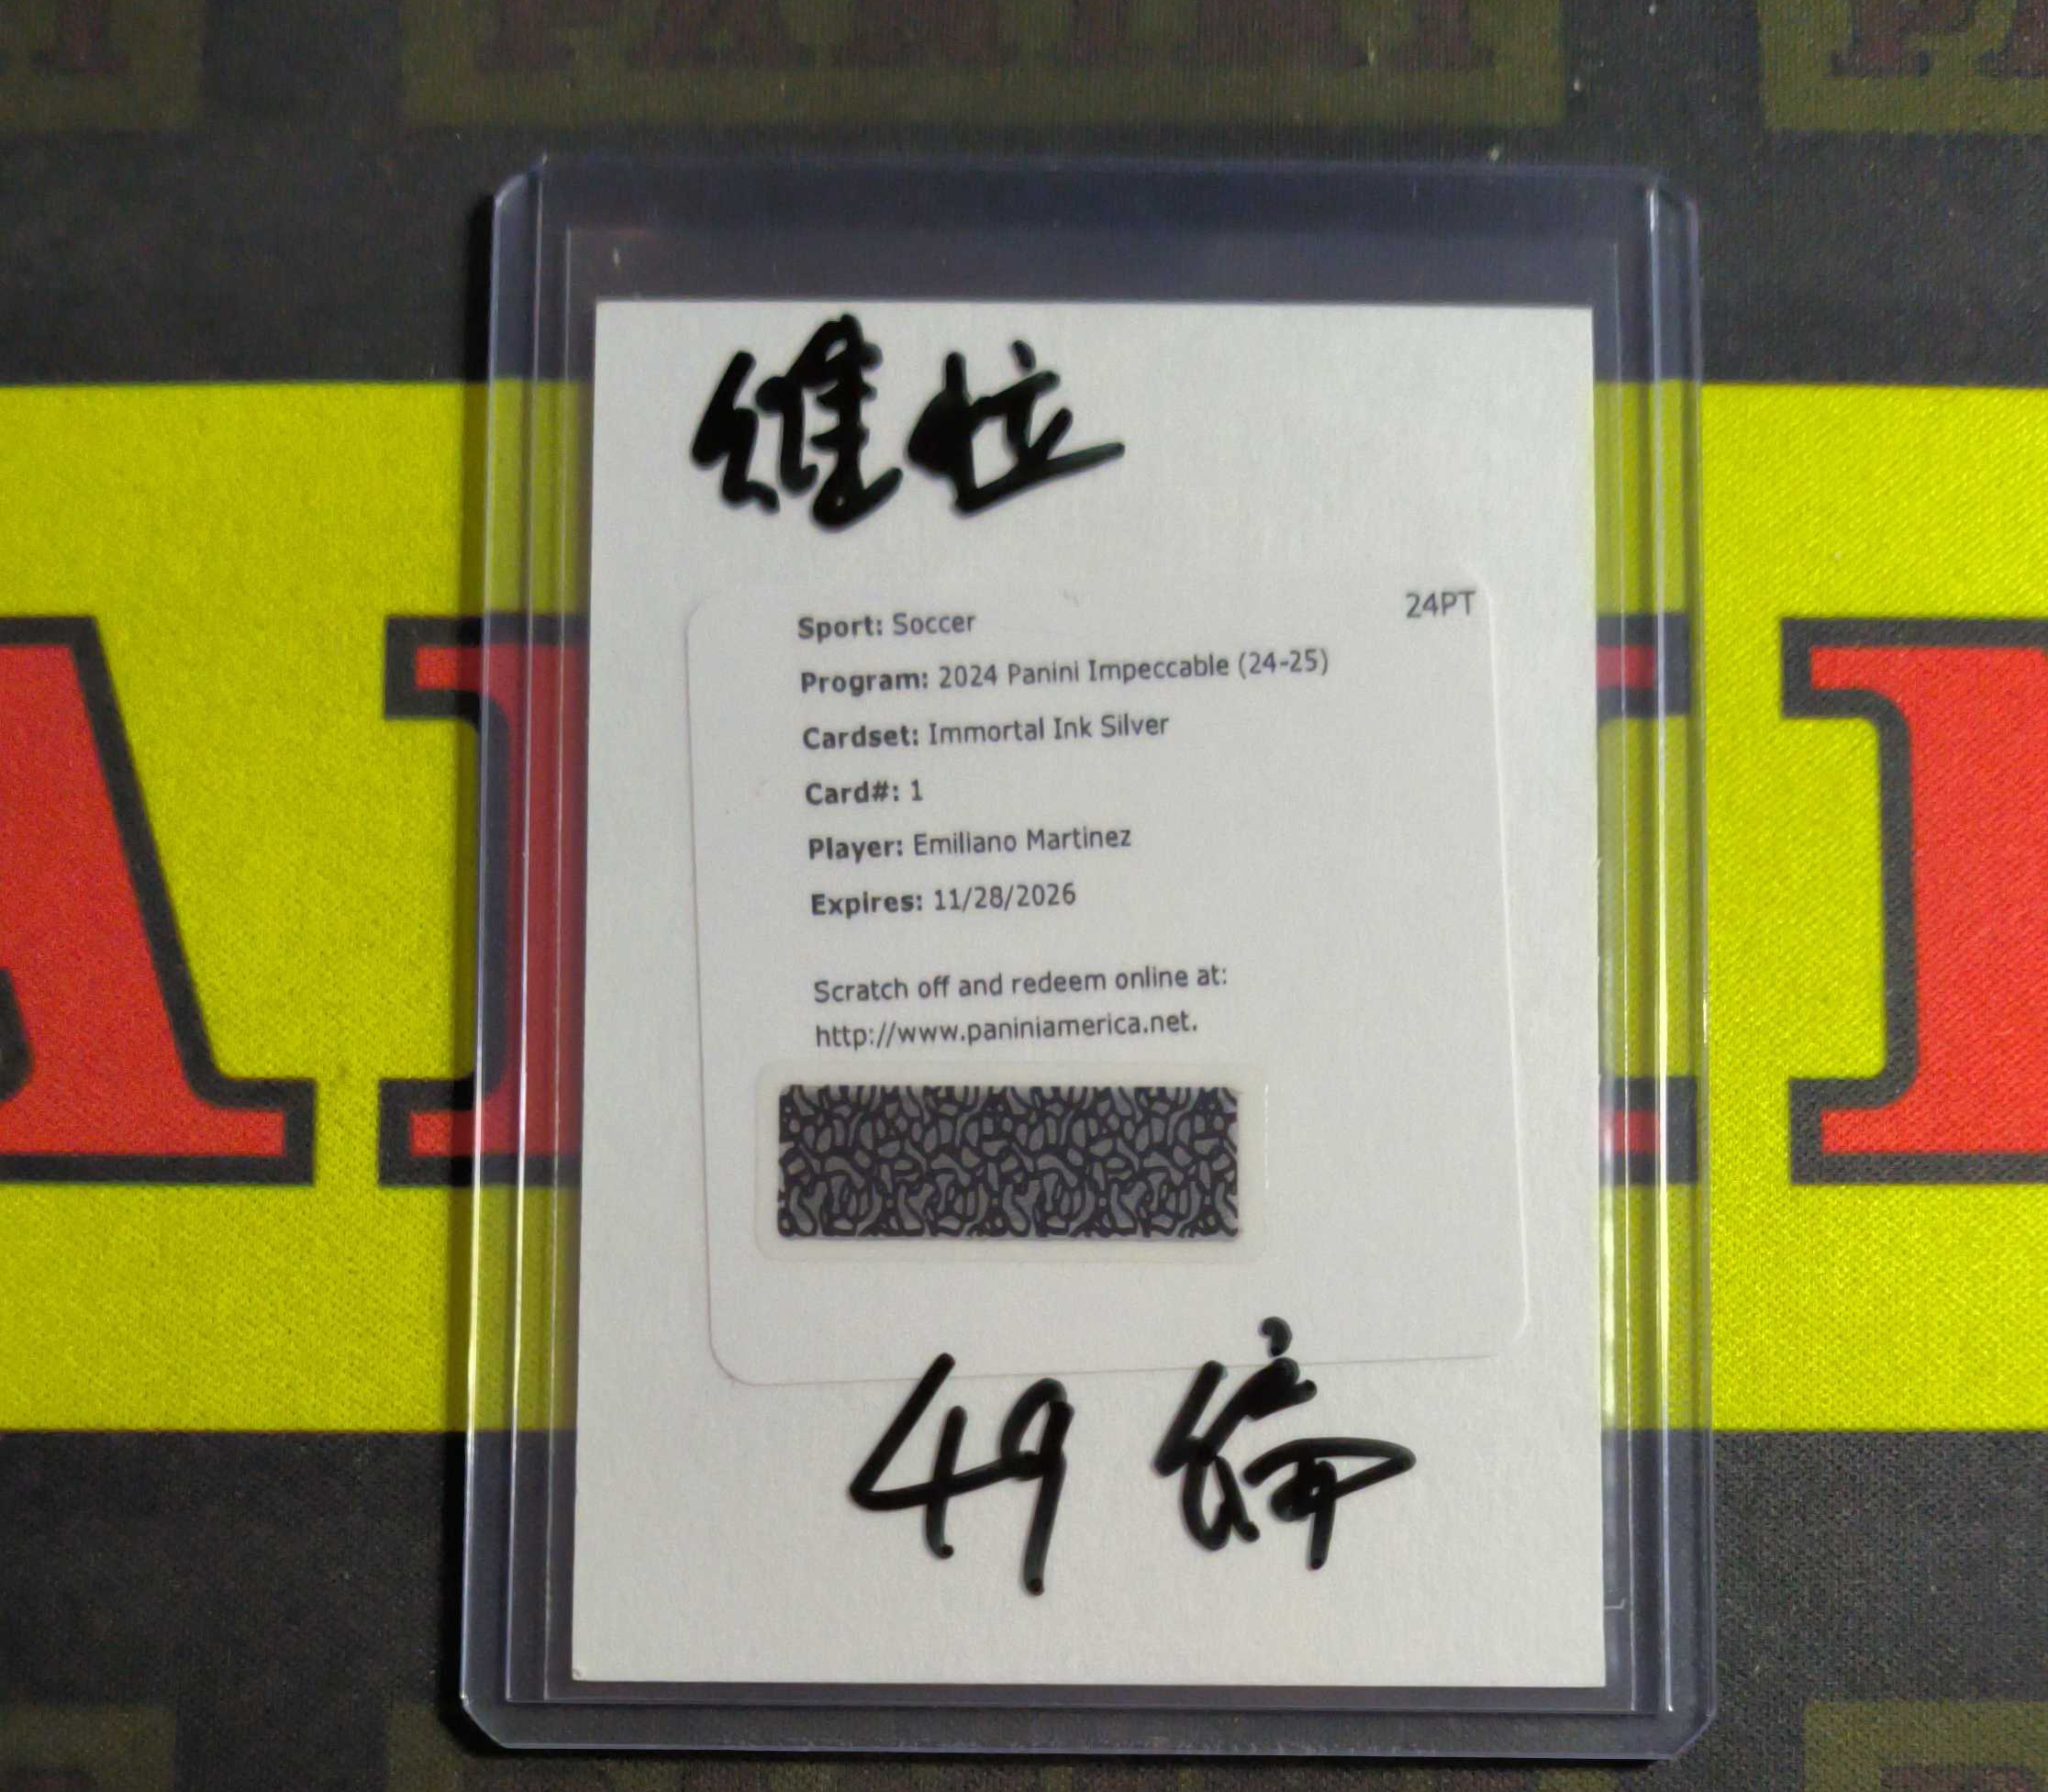 维拉
24PT
Sport: Soccer
Program: 2024 Panini Impeccable (24-25)
Cardset: Immortal Ink Silver
Card#: 1
Player: Emiliano Martinez
Expires: 11/28/2026
Scratch off and redeem online at:
http://www.paniniamerica.net.
49 编